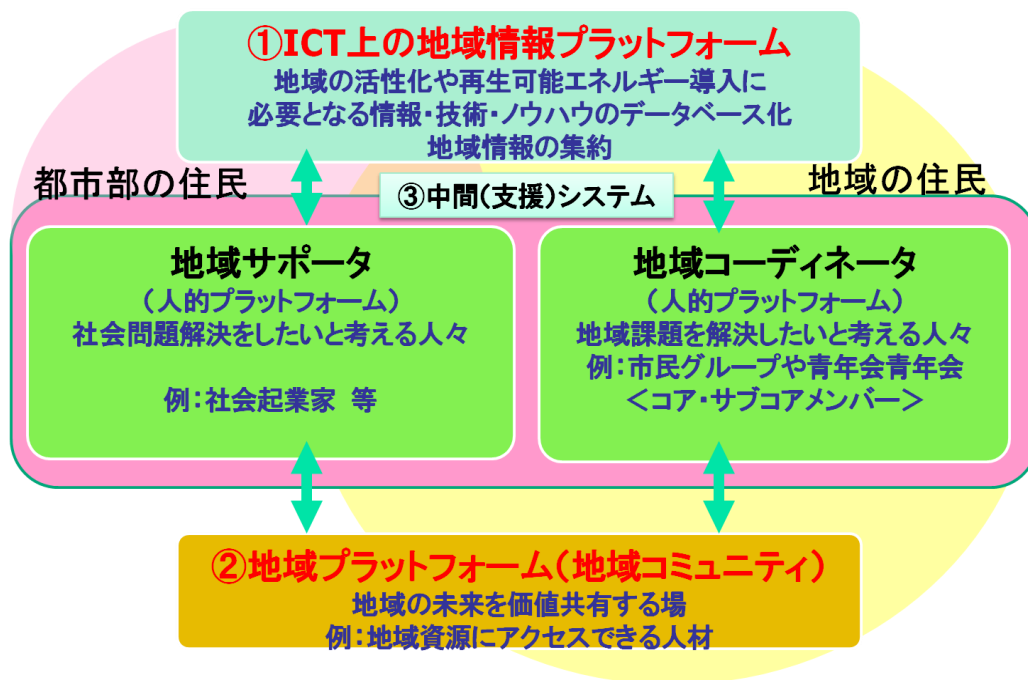 ①ICT上の地域情報プラットフォーム
地域の活性化や再生可能エネルギー導入に
必要となる情報・技術・ノウハウのデータベース化
地域情報の集約
都市部の住民
地域の住民
③中間(支援)システム
地域サポータ
(人的プラットフォーム)
社会問題解決をしたいと考える人々
例:社会起業家 等
地域コーディネータ
(人的プラットフォーム)
地域課題を解決したいと考える人々
例:市民グループや青年会青年会
<コア・サブコアメンバー>
②地域プラットフォーム(地域コミュニティ)
地域の未来を価値共有する場
例:地域資源にアクセスできる人材